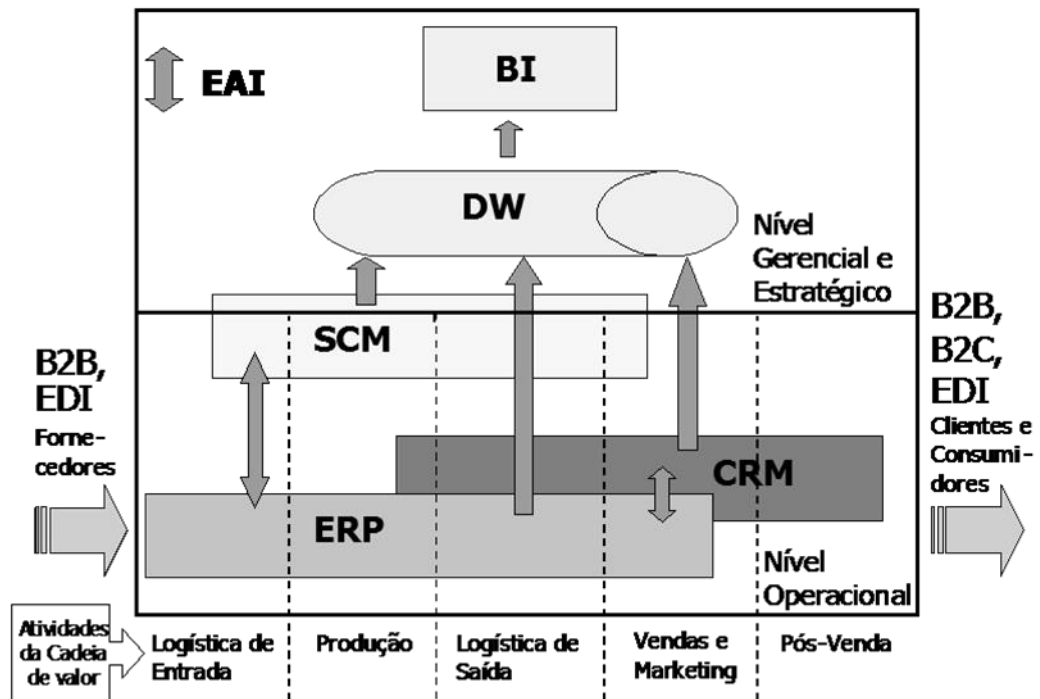 EAI
BI
DW
Nível
Gerencial e
Estratégico
SCM
B2B,
EDI
Forne-
cedores
B2B,
B2C,
EDI
Clientes e
Consumi-
dores
CRM
ERP
Nível
Operacional
Atividades
da Cadeia
de valor
Logística de
Entrada
Produção
Logística de
Saída
Vendas e
Marketing
Pós-Venda